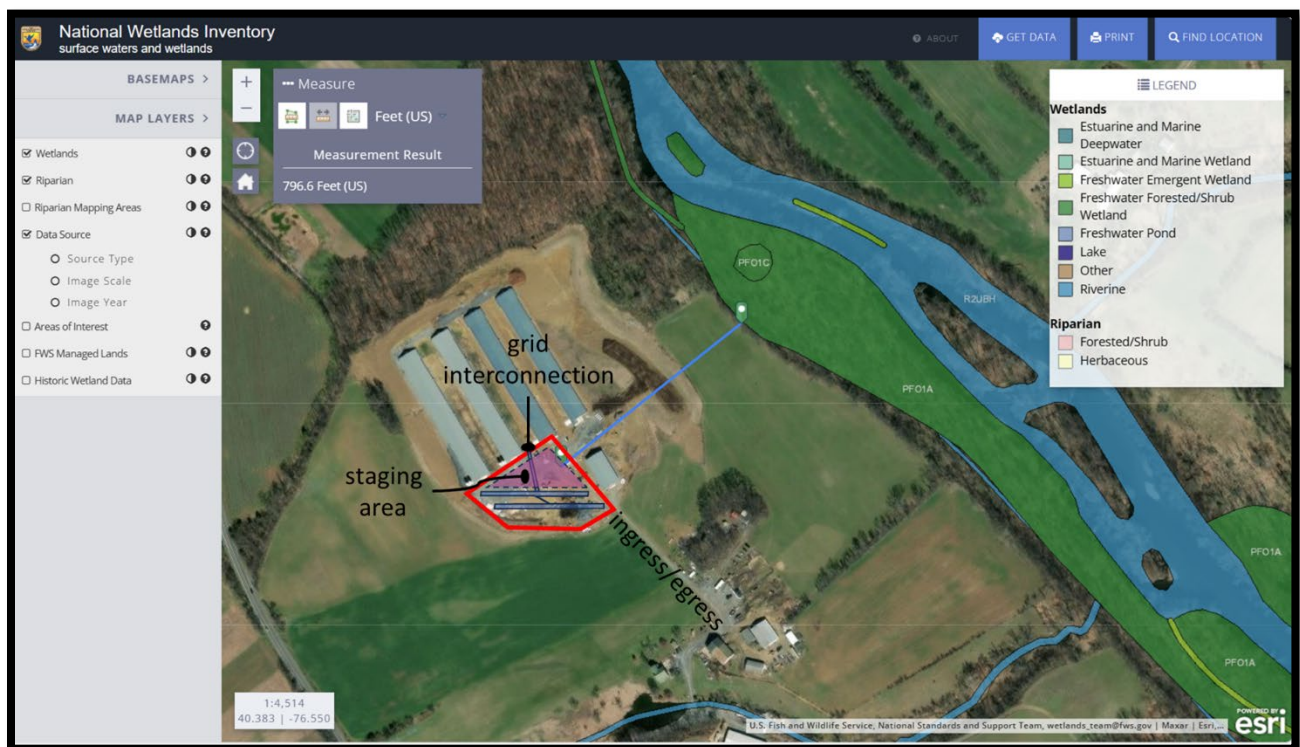 National Wetlands Inventory
surface waters and wetlands
ABOUT
GET DATA
PRINT
FIND LOCATION
BASEMAPS >
MAP LAYERS >
Wetlands
Riparian
Riparian Mapping Areas
Data Source
Source Type
Image Scale
Image Year
Areas of Interest
FWS Managed Lands
Historic Wetland Data
Measure
Feet (US)
Measurement Result
796.6 Feet (US)
LEGEND
Wetlands
Estuarine and Marine
Deepwater
Estuarine and Marine Wetland
Freshwater Emergent Wetland
Freshwater Forested/Shrub
Wetland
Freshwater Pond
Lake
Other
Riverine
Riparian
Forested/Shrub
Herbaceous
PFO1C
R2UBH
PFO1A
PFO1A
PFO1A
grid
interconnection
staging
area
ingress/egress
1:4,514
40.383 | -76.550
U.S. Fish and Wildlife Service, National Standards and Support Team, wetlands_team@fws.gov | Maxar | Esri,...
POWERED BY
esri